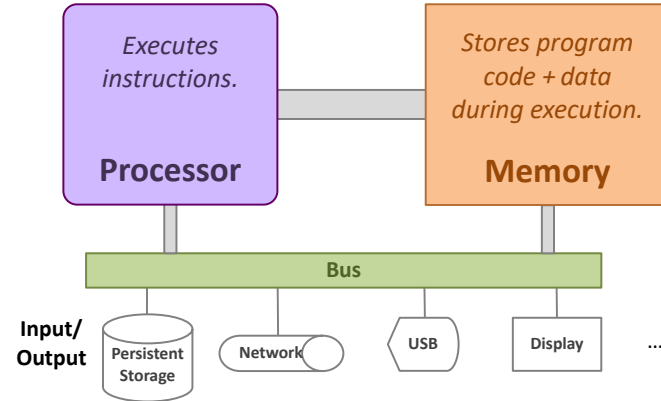 Executes
instructions.
Processor
Stores program
code + data
during execution.
Memory
Bus
Input/
Output
Persistent
Storage
Network
USB
Display
...